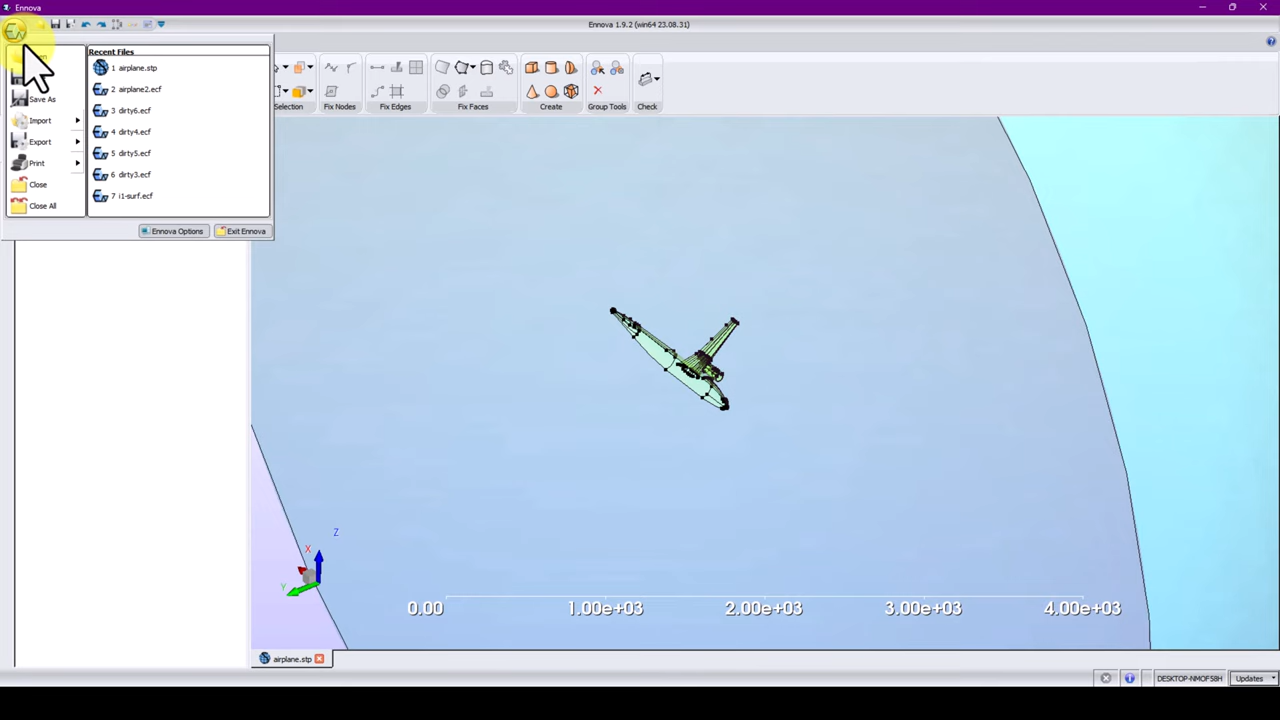 Ennova
Ennova 1.9.2 (win64 23.08.31)
Recent Files
1 airplane.stp
2 airplane2.ecf
Save As
3 dirty6.ecf
Import
4 dirty4.ecf
Export
5 dirty5.ecf
Print
6 dirty3.ecf
Close
7 i1-surf.ecf
Close All
Ennova Options
Exit Ennova
Selection
Fix Nodes
Fix Edges
Fix Faces
Create
Group Tools
Check
Z
X
Y
0.00
1.00e+03
2.00e+03
3.00e+03
4.00e+03
airplane.stp
DESKTOP-NMOF58H
Updates